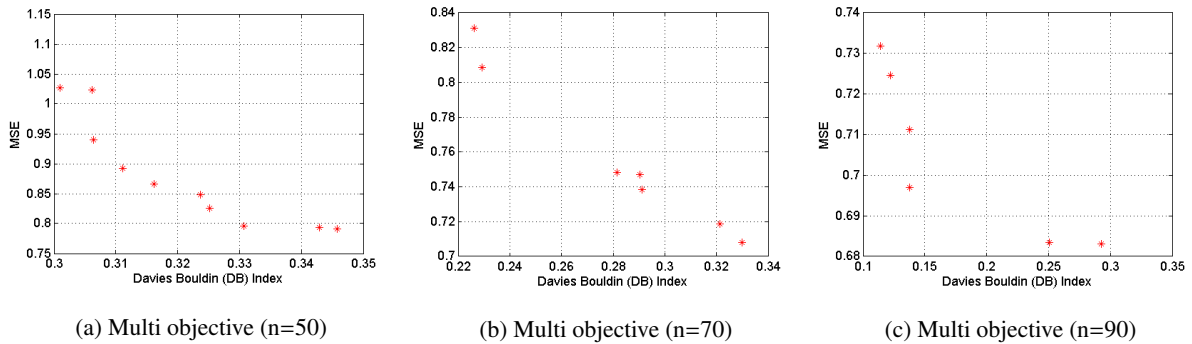 1.15
1.1
1.05
1
0.95
0.9
0.85
0.8
0.75
MSE
0.3 0.31 0.32 0.33 0.34 0.35
Davies Bouldin (DB) Index
(a) Multi objective (n=50)
0.84
0.82
0.8
0.78
0.76
0.74
0.72
0.7
MSE
0.22 0.24 0.26 0.28 0.3 0.32 0.34
Davies Bouldin (DB) Index
(b) Multi objective (n=70)
0.74
0.73
0.72
0.71
0.7
0.69
0.68
MSE
0.1 0.15 0.2 0.25 0.3 0.35
Davies Bouldin (DB) Index
(c) Multi objective (n=90)